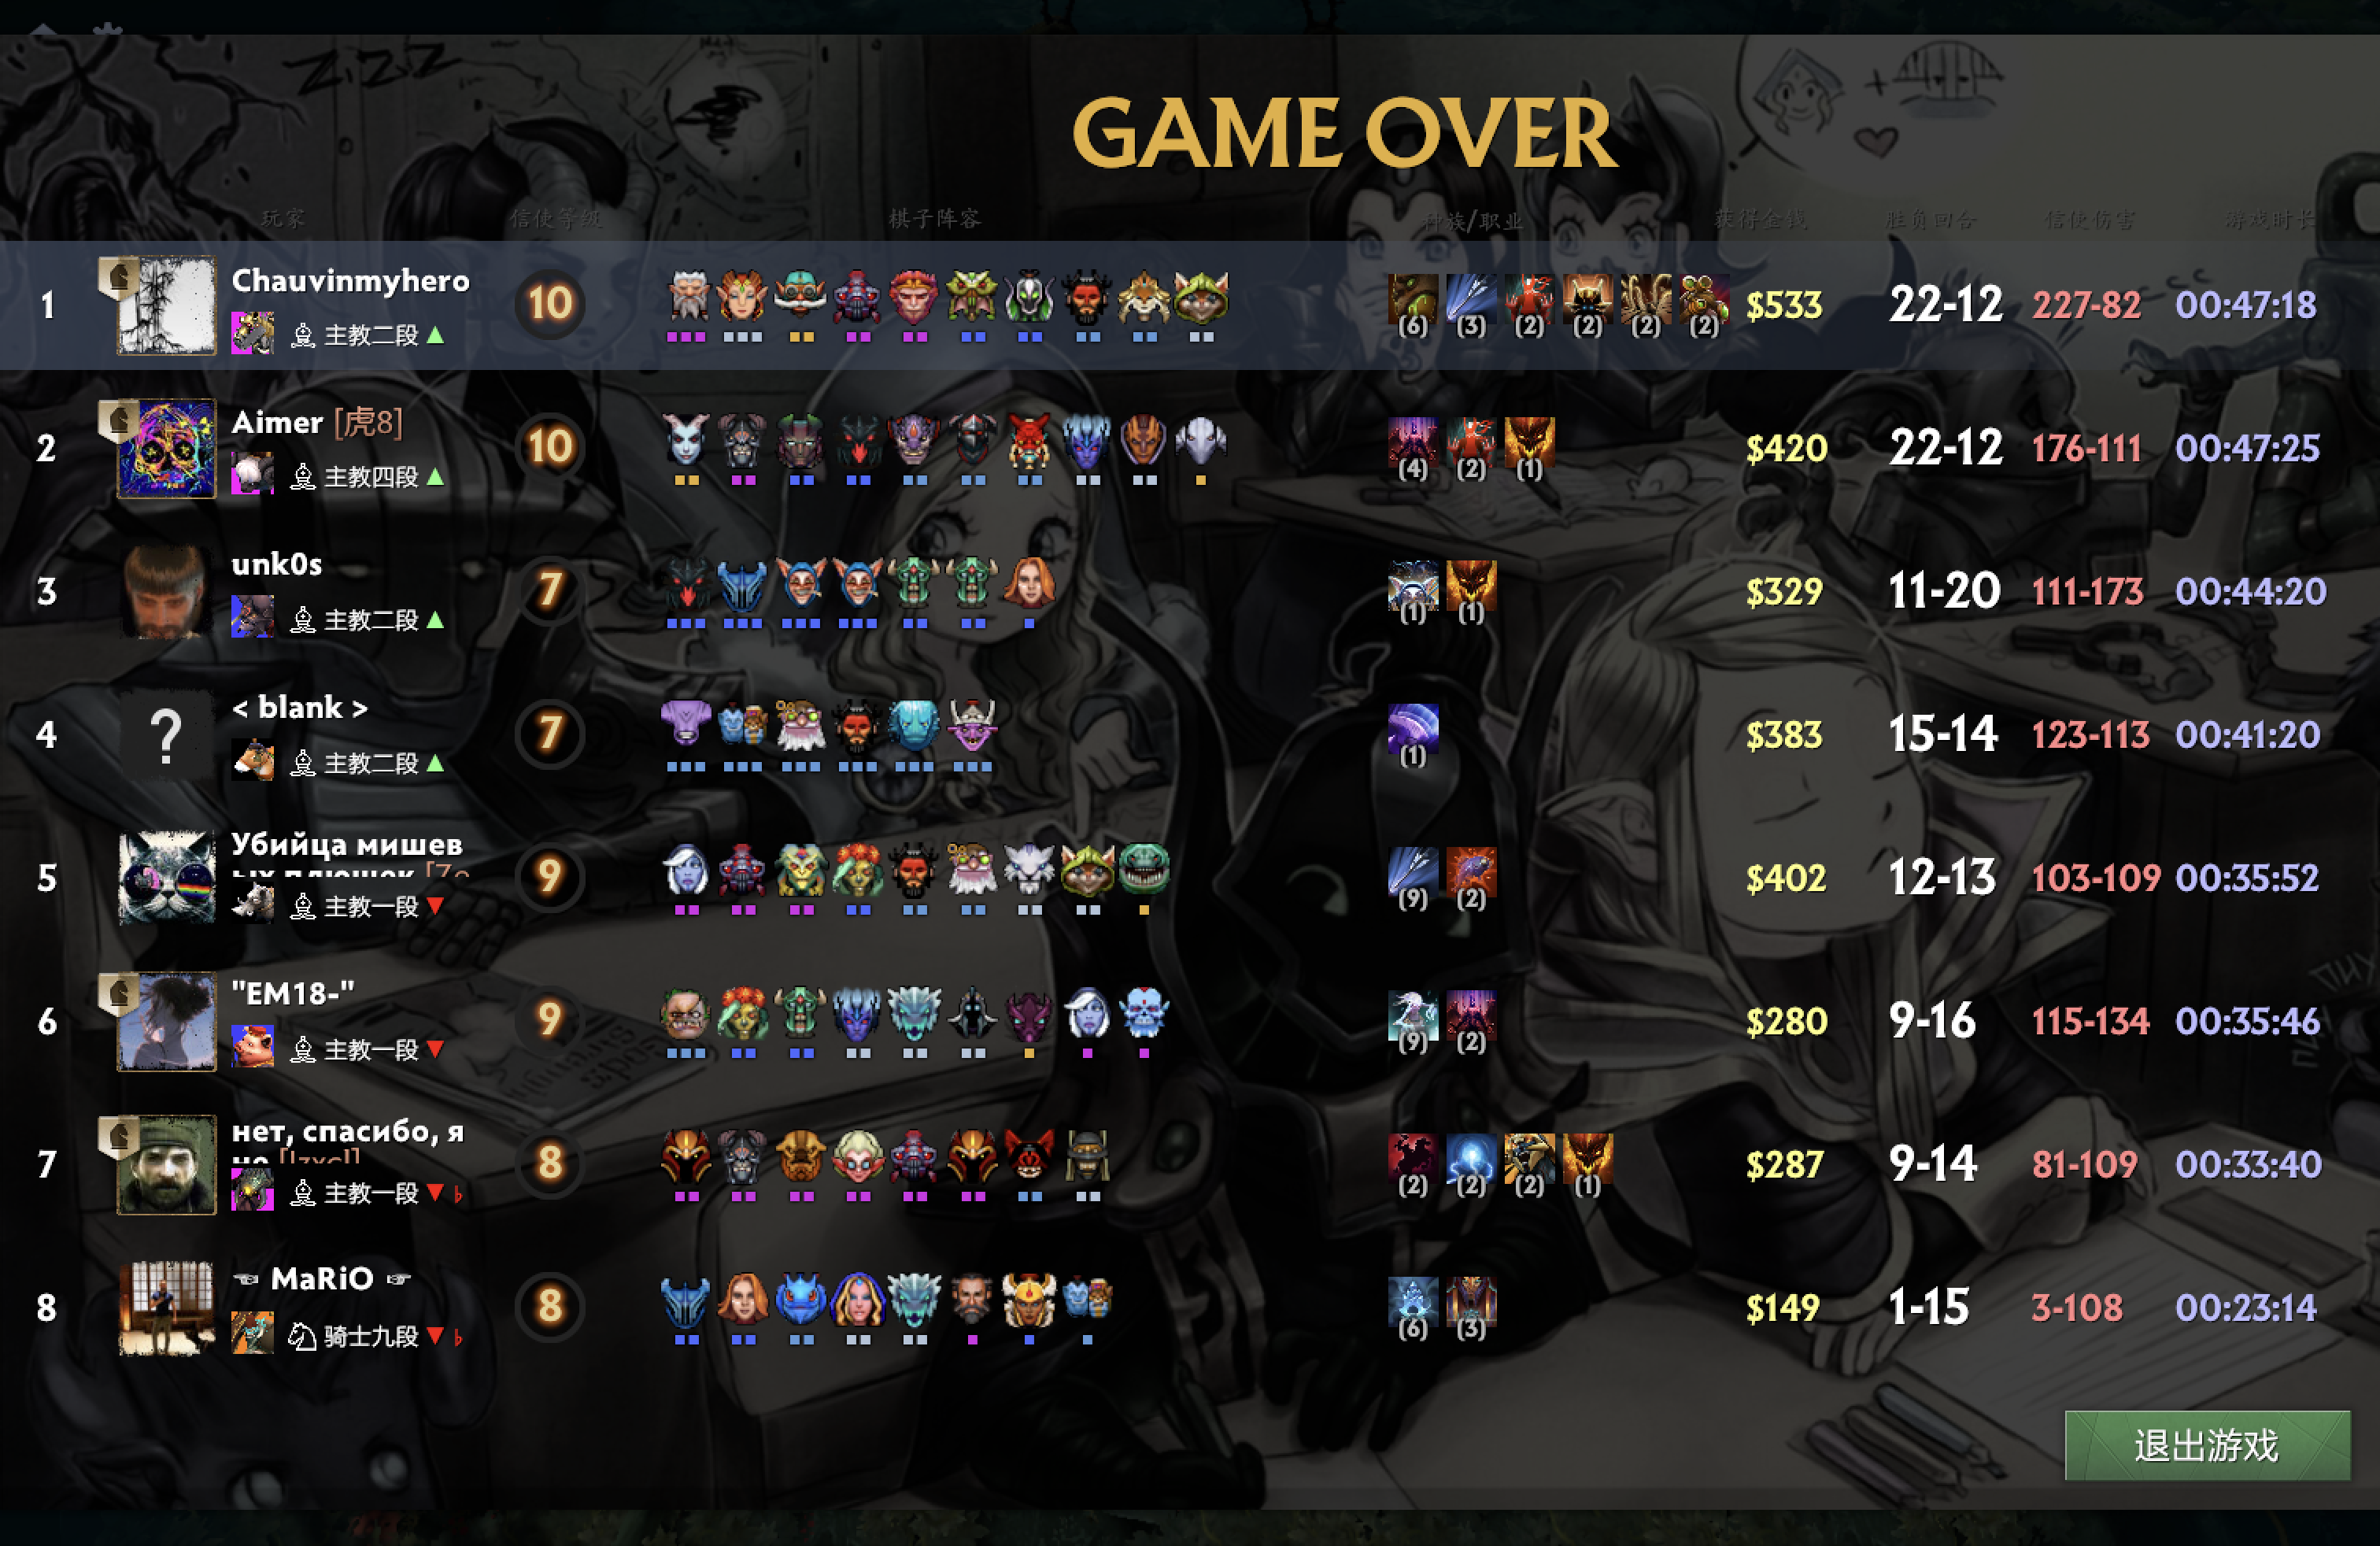 ZiZiZ
GAME OVER
玩家 信使等级 棋子阵容 种族/职业 获得金钱 胜负回合 信使伤害 游戏时长
1 Chauvinmyhero 10 (6) (3) (2) (2) (2) (2) $533 22-12 227-82 00:47:18
主教二段
2 Aimer [虎8] 10 (4) (2) (1) $420 22-12 176-111 00:47:25
主教四段
3 unk0s 7 (1) (1) $329 11-20 111-173 00:44:20
主教二段
4 ? < blank > 7 (1) $383 15-14 123-113 00:41:20
主教二段
5 Убийца мишев 9 (9) (2) $402 12-13 103-109 00:35:52
ых плюшек [7о
主教一段
6 "EM18-" 9 (9) (2) $280 9-16 115-134 00:35:46
主教一段
7 нет, спасибо, я 8 (2) (2) (2) (1) $287 9-14 81-109 00:33:40
не [lzxcl]
主教一段
8 ☜ MaRiO ☞ 8 (6) (3) $149 1-15 3-108 00:23:14
骑士九段
退出游戏